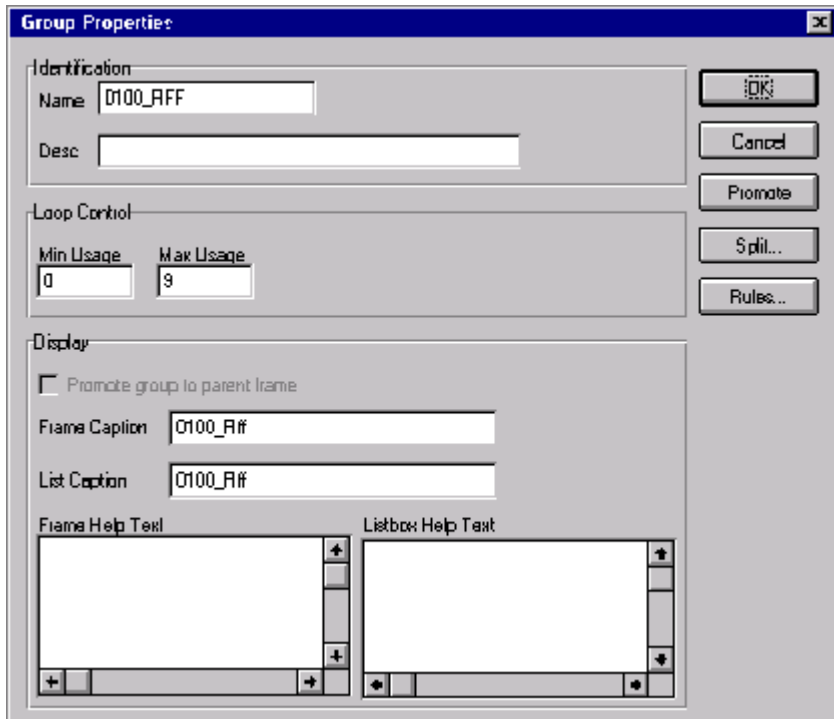 Group Properties
Identification
Name 0100_RFF
Desc
Loop Control
Min Usage Max Usage
0 9
Display
Promote group to parent frame
Frame Caption 0100_Rff
List Caption 0100_Rff
Frame Help Text Listbox Help Text
OK
Cancel
Promote
Split...
Rules...